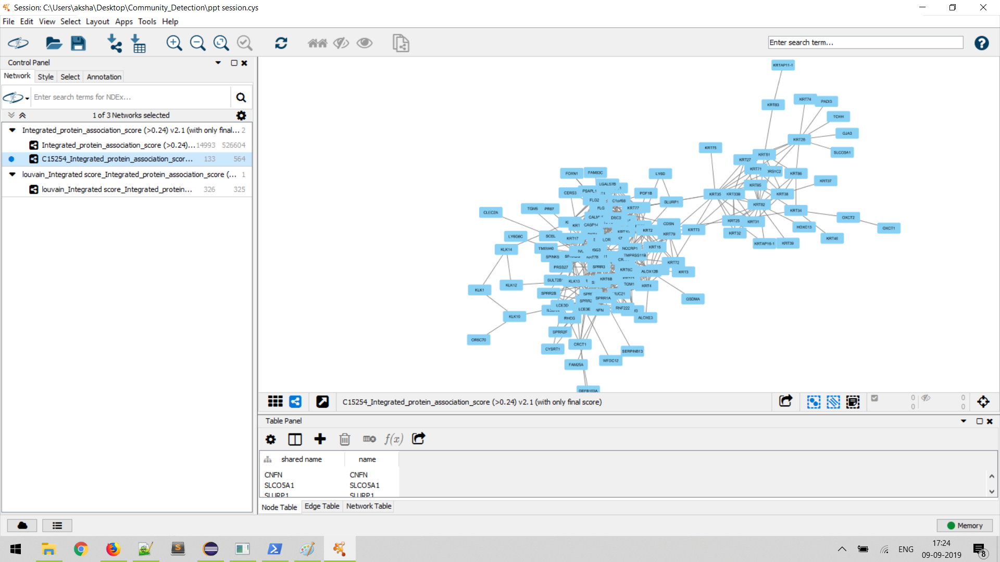 Session: C:\Users\aksha\Desktop\Community_Detection\ppt session.cys
File Edit View Select Layout Apps Tools Help
Enter search term...
Control Panel
Network Style Select Annotation
Enter search terms for NDEx...
1 of 3 Networks selected
Integrated_protein_association_score (>0.24) v2.1 (with only final... 2
Integrated_protein_association_score (>0.24)... 14993 526604
C15254_Integrated_protein_association_scor... 133 564
louvain_Integrated score_Integrated_protein_association_score (... 1
louvain_Integrated score_Integrated_protein... 326 325
KRTAP11-1
KRT74 PADI3
KRT83
TCHH
GJA3
KRT26
KRT75
SLCO5A1
KRT81
KRT27
KRT71
KRT86
FOXN1 FAM83C
LY6D
KRT37
LGALS7B
KRT85
CERS3 PSAPL1
PDF1B
KRT35 KRT33B
KRT38
FLG2
C1orf68
SLURP1
KRT82
FLG
KRT77
TGM5
CLEC2A
KRT34
OXCT2
DSC3
CASP14
CDSN
KRT25 KRT31
HOXC13
OXCT1
KRT2
KRT73
KRT79
KRT32
LY6G6C
SCEL
KRT17
LOR
KRT40
KRTAP16-1 KRT39
KLK14
TMEM40
NCCRP1
KRT15
SPINK5
KRT78
TMPRSS11B
KRT72
PRSS27
SPRR3
KRT6C
ALOX12B
KRT3
KLK12
KLK13
KRT6B
TGM1
KRT4
KLK1
SPRR2B
GSDMA
SPRR1A
LCE3D
LCE3E
RNF222
KLK10
RHCG
ALOXE3
SPRR2F
OR6C70
CYSRT1
CRCT1
SERPINB13
WFDC12
FAM25A
DEFB103A
C15254_Integrated_protein_association_score (>0.24) v2.1 (with only final score)
0 0
0 0
Table Panel
f(x)
shared name name
CNFN CNFN
SLCO5A1 SLCO5A1
SLURP1 SLURP1
Node Table Edge Table Network Table
Memory
ENG
17:24
09-09-2019
8